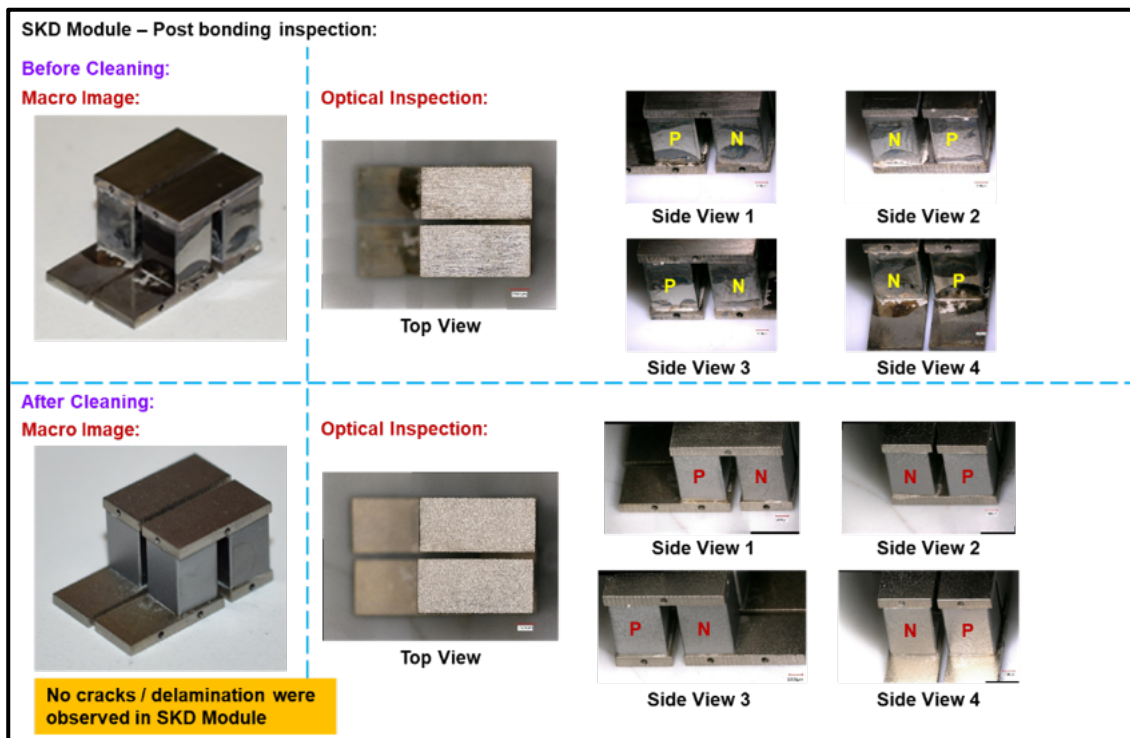 SKD Module – Post bonding inspection:
Before Cleaning:
Macro Image:
Optical Inspection:
P
N
N
P
Side View 1
Side View 2
P
N
N
P
Top View
Side View 3
Side View 4
After Cleaning:
Macro Image:
Optical Inspection:
P
N
N
P
Side View 1
Side View 2
P
N
N
P
Top View
Side View 3
Side View 4
No cracks / delamination were
observed in SKD Module